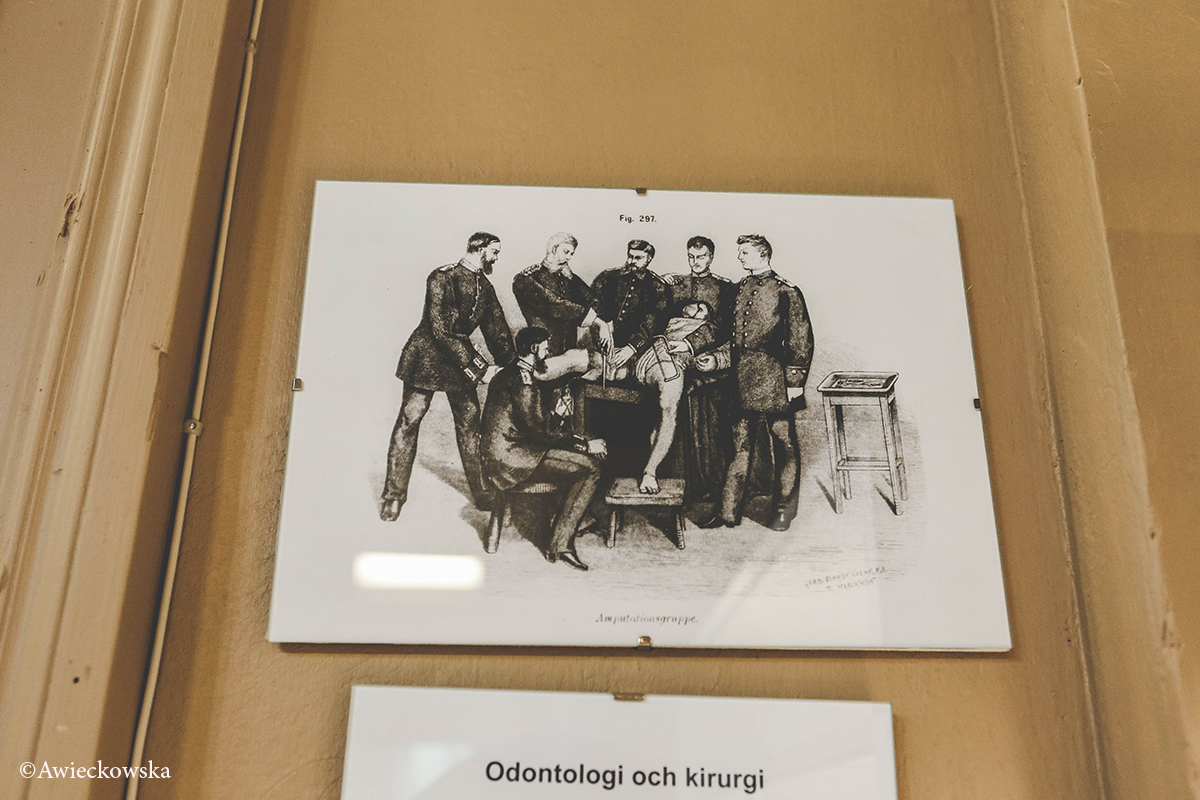 Fig. 297.
Amputationsgruppe.
Odontologi och kirurgi
©Awieckowska